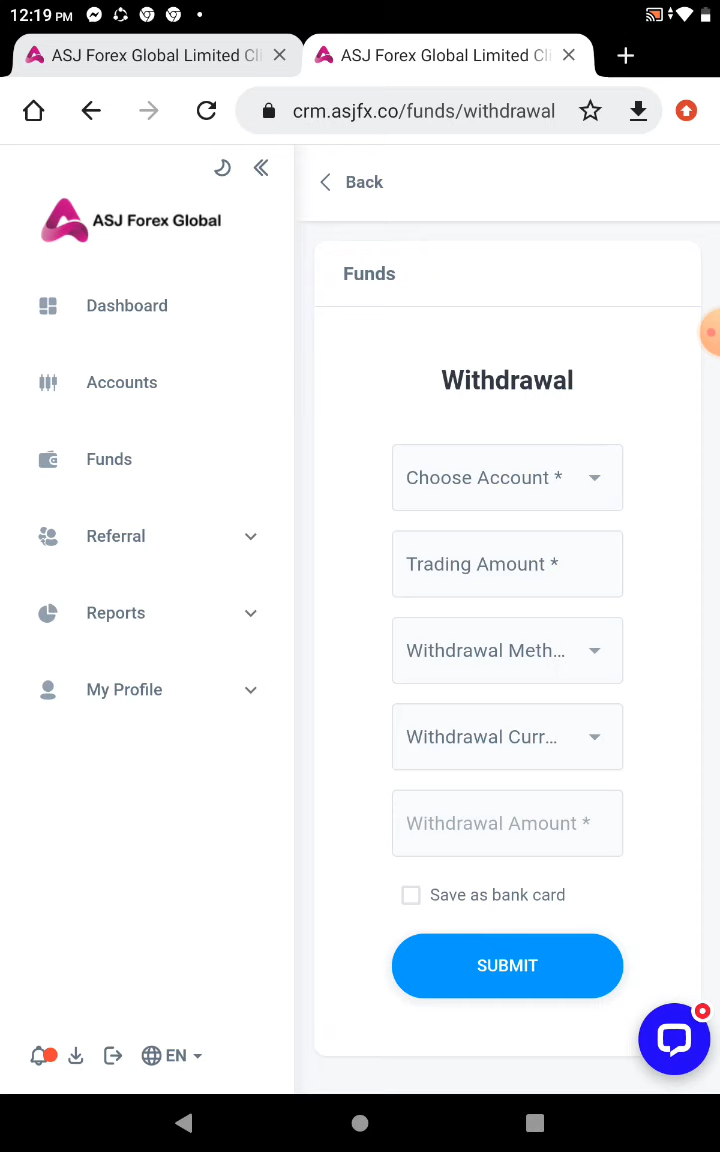 12:19 PM
ASJ Forex Global Limited Cli
ASJ Forex Global Limited Cli
crm.asjfx.co/funds/withdrawal
ASJ Forex Global
Dashboard
Accounts
Funds
Referral
Reports
My Profile
EN
Back
Funds
Withdrawal
Choose Account *
Trading Amount *
Withdrawal Meth...
Withdrawal Curr...
Withdrawal Amount *
Save as bank card
SUBMIT